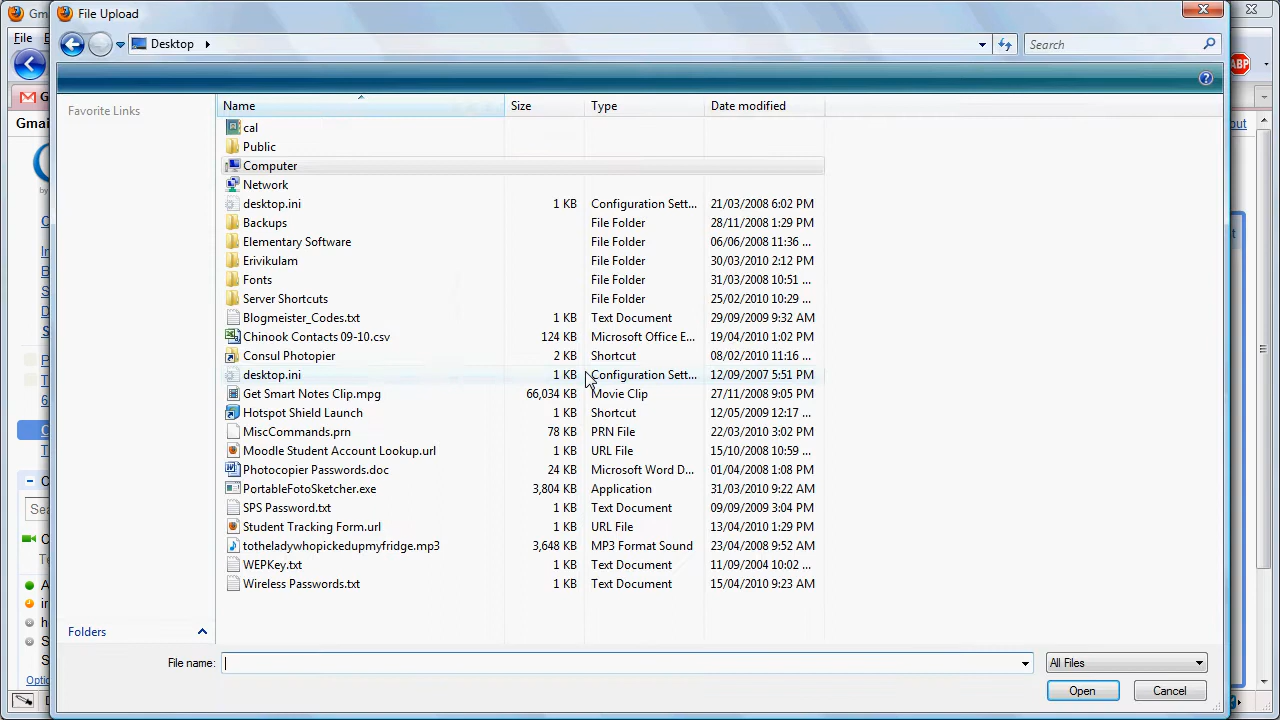 Gm
File Upload
Desktop
Search
File
ABP
G
Gmai
out
Favorite Links
Name Size Type Date modified
cal
Public
Computer
Network
desktop.ini 1 KB Configuration Sett... 21/03/2008 6:02 PM
Backups File Folder 28/11/2008 1:29 PM
Elementary Software File Folder 06/06/2008 11:36 ...
Erivikulam File Folder 30/03/2010 2:12 PM
Fonts File Folder 31/03/2008 10:51 ...
Server Shortcuts File Folder 25/02/2010 10:29 ...
Blogmeister_Codes.txt 1 KB Text Document 29/09/2009 9:32 AM
Chinook Contacts 09-10.csv 124 KB Microsoft Office E... 19/04/2010 1:02 PM
Consul Photopier 2 KB Shortcut 08/02/2010 11:16 ...
desktop.ini 1 KB Configuration Sett... 12/09/2007 5:51 PM
Get Smart Notes Clip.mpg 66,034 KB Movie Clip 27/11/2008 9:05 PM
Hotspot Shield Launch 1 KB Shortcut 12/05/2009 12:17 ...
MiscCommands.prn 78 KB PRN File 22/03/2010 3:02 PM
Moodle Student Account Lookup.url 1 KB URL File 15/10/2008 10:59 ...
Photocopier Passwords.doc 24 KB Microsoft Word D... 01/04/2008 1:08 PM
PortableFotoSketcher.exe 3,804 KB Application 31/03/2010 9:22 AM
SPS Password.txt 1 KB Text Document 09/09/2009 3:04 PM
Student Tracking Form.url 1 KB URL File 13/04/2010 1:29 PM
totheladywhopickedupmyfridge.mp3 3,648 KB MP3 Format Sound 23/04/2008 9:52 AM
WEPKey.txt 1 KB Text Document 11/09/2004 10:02 ...
Wireless Passwords.txt 1 KB Text Document 15/04/2010 9:23 AM
Sea
Folders
File name: All Files
Optio
Open Cancel